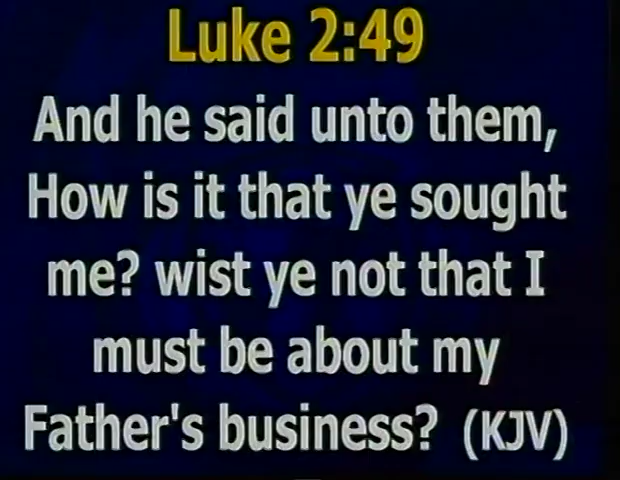 Luke 2:49
And he said unto them,
How is it that ye sought
me? wist ye not that I
must be about my
Father's business? (KJV)